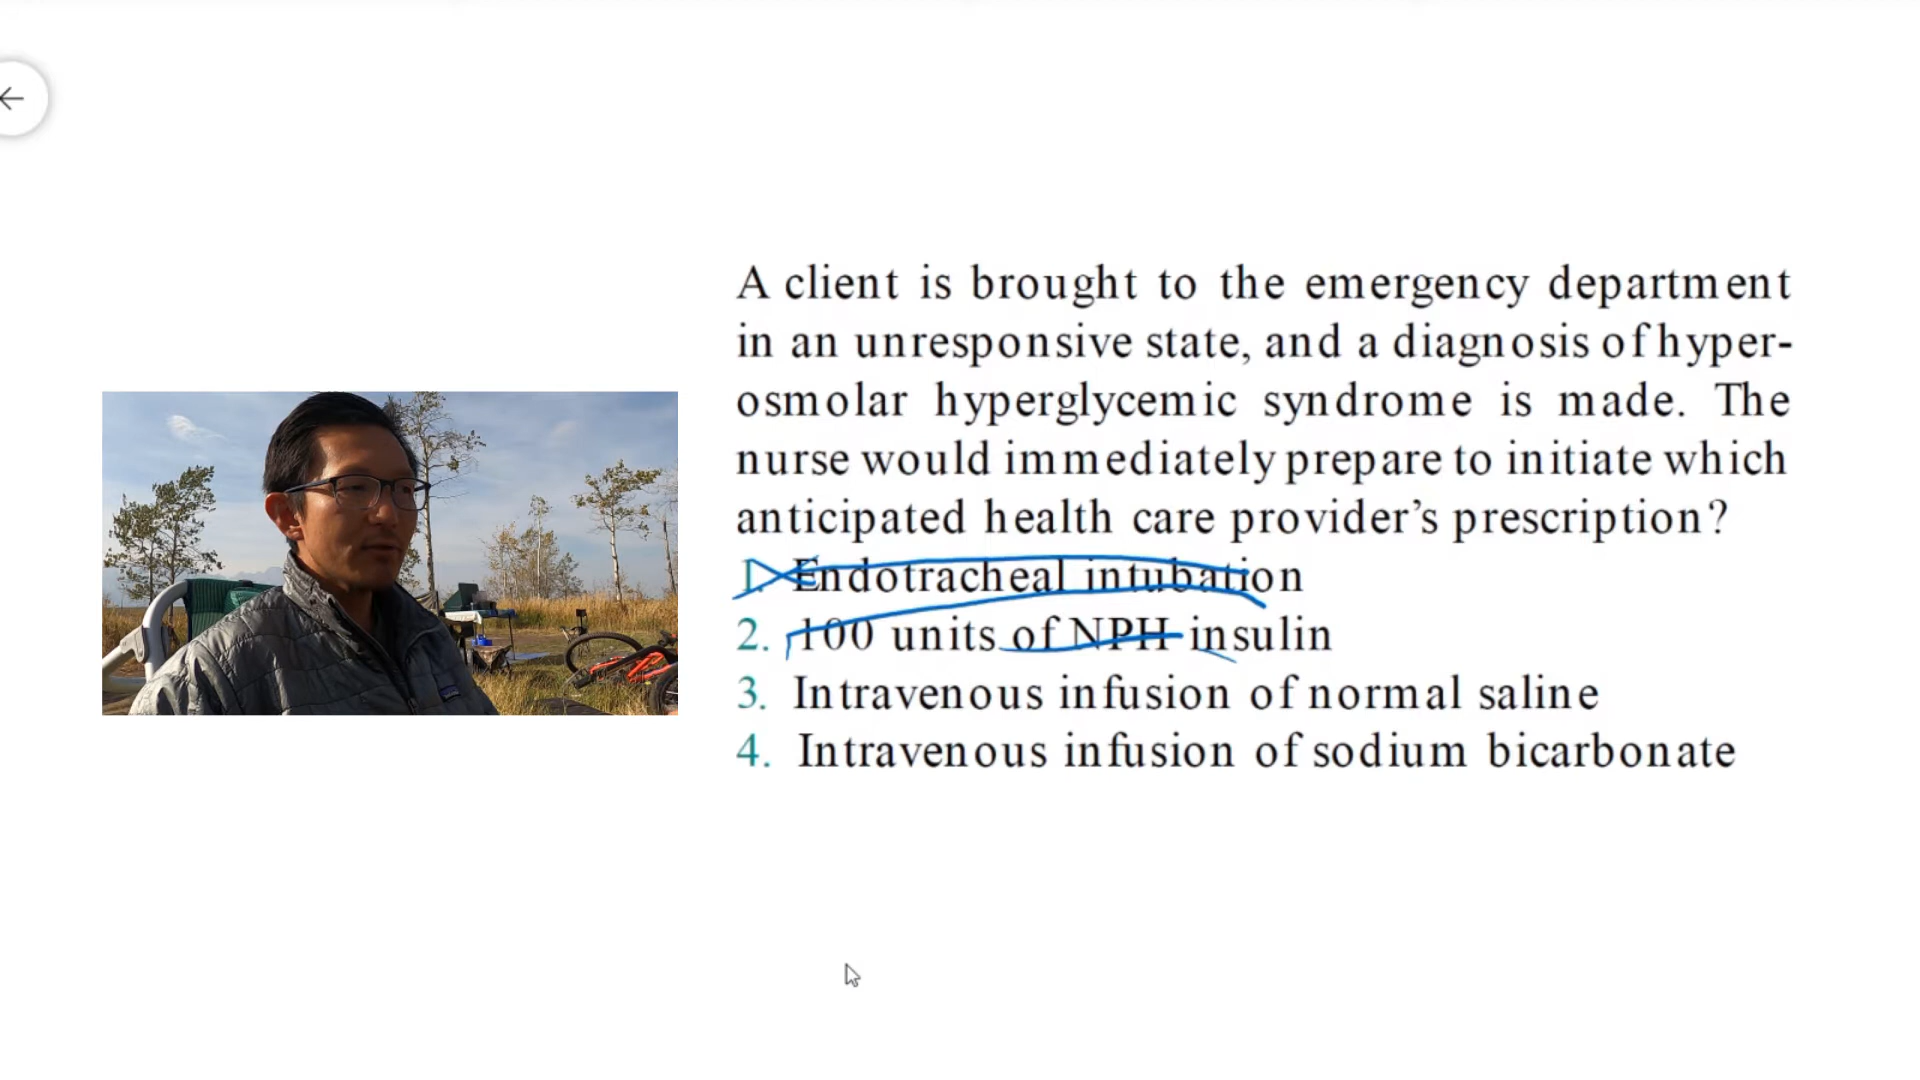 A client is brought to the emergency department
in an unresponsive state, and a diagnosis of hyper-
osmolar hyperglycemic syndrome is made. The
nurse would immediately prepare to initiate which
anticipated health care provider’s prescription?
1. Endotracheal intubation
2. 100 units of NPH insulin
3. Intravenous infusion of normal saline
4. Intravenous infusion of sodium bicarbonate